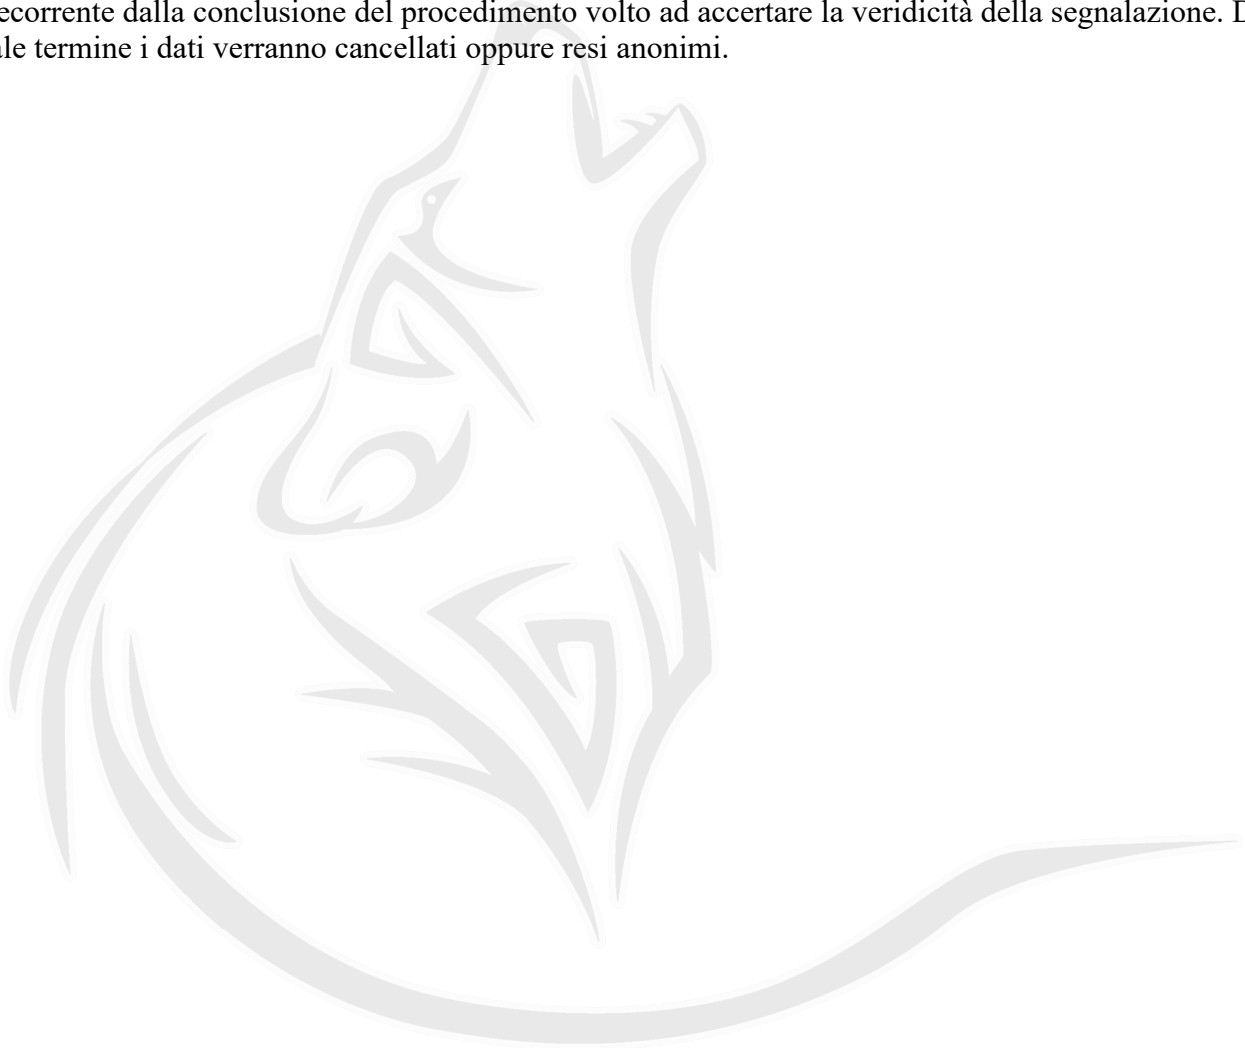 ecorrente dalla conclusione del procedimento volto ad accertare la veridicità della segnalazione. D
ale termine i dati verranno cancellati oppure resi anonimi.